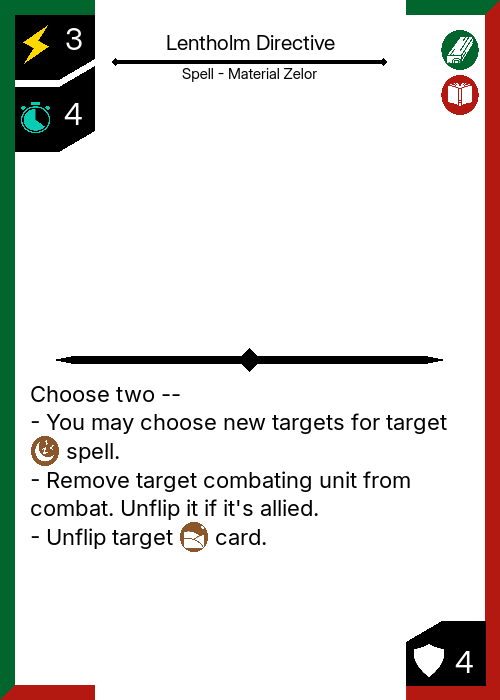 3
Lentholm Directive
Spell - Material Zelor
4
Choose two --
- You may choose new targets for target
spell.
- Remove target combating unit from
combat. Unflip it if it's allied.
- Unflip target card.
4